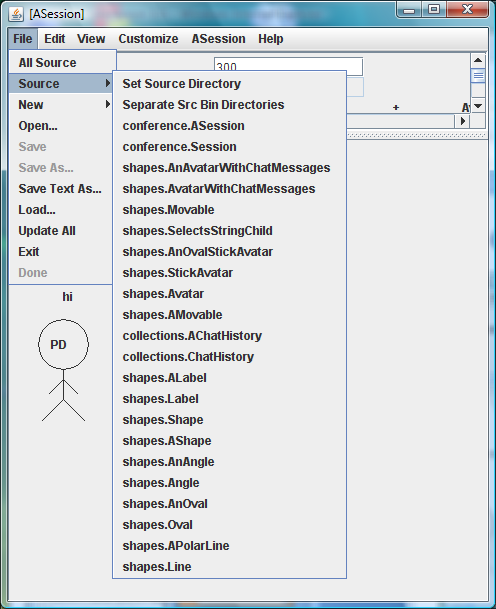 [ASession]
File Edit View Customize ASession Help
All Source
Source
New
Open...
Save
Save As...
Save Text As...
Load...
Update All
Exit
Done
300
+
Set Source Directory
Separate Src Bin Directories
conference.ASession
conference.Session
shapes.AnAvatarWithChatMessages
shapes.AvatarWithChatMessages
shapes.Movable
shapes.SelectsStringChild
shapes.AnOvalStickAvatar
shapes.StickAvatar
shapes.Avatar
shapes.AMovable
collections.AChatHistory
collections.ChatHistory
shapes.ALabel
shapes.Label
shapes.Shape
shapes.AShape
shapes.AnAngle
shapes.Angle
shapes.AnOval
shapes.Oval
shapes.APolarLine
shapes.Line
hi
PD